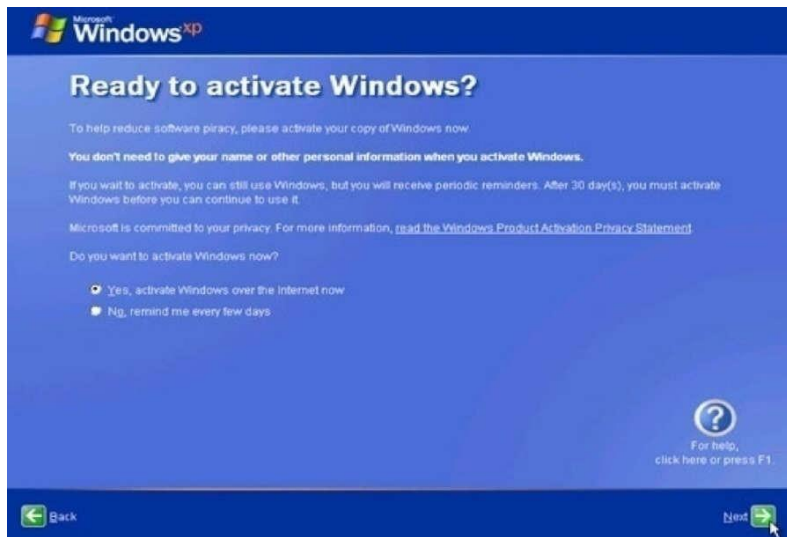 Microsoft
Windows xp
Ready to activate Windows?
To help reduce software piracy, please activate your copy of Windows now.
You don't need to give your name or other personal information when you activate Windows.
If you wait to activate, you can still use Windows, but you will receive periodic reminders. After 30 day(s), you must activate
Windows before you can continue to use it.
Microsoft is committed to your privacy. For more information, read the Windows Product Activation Privacy Statement.
Do you want to activate Windows now?
Yes, activate Windows over the Internet now
No, remind me every few days
?
For help,
click here or press F1.
Back
Next